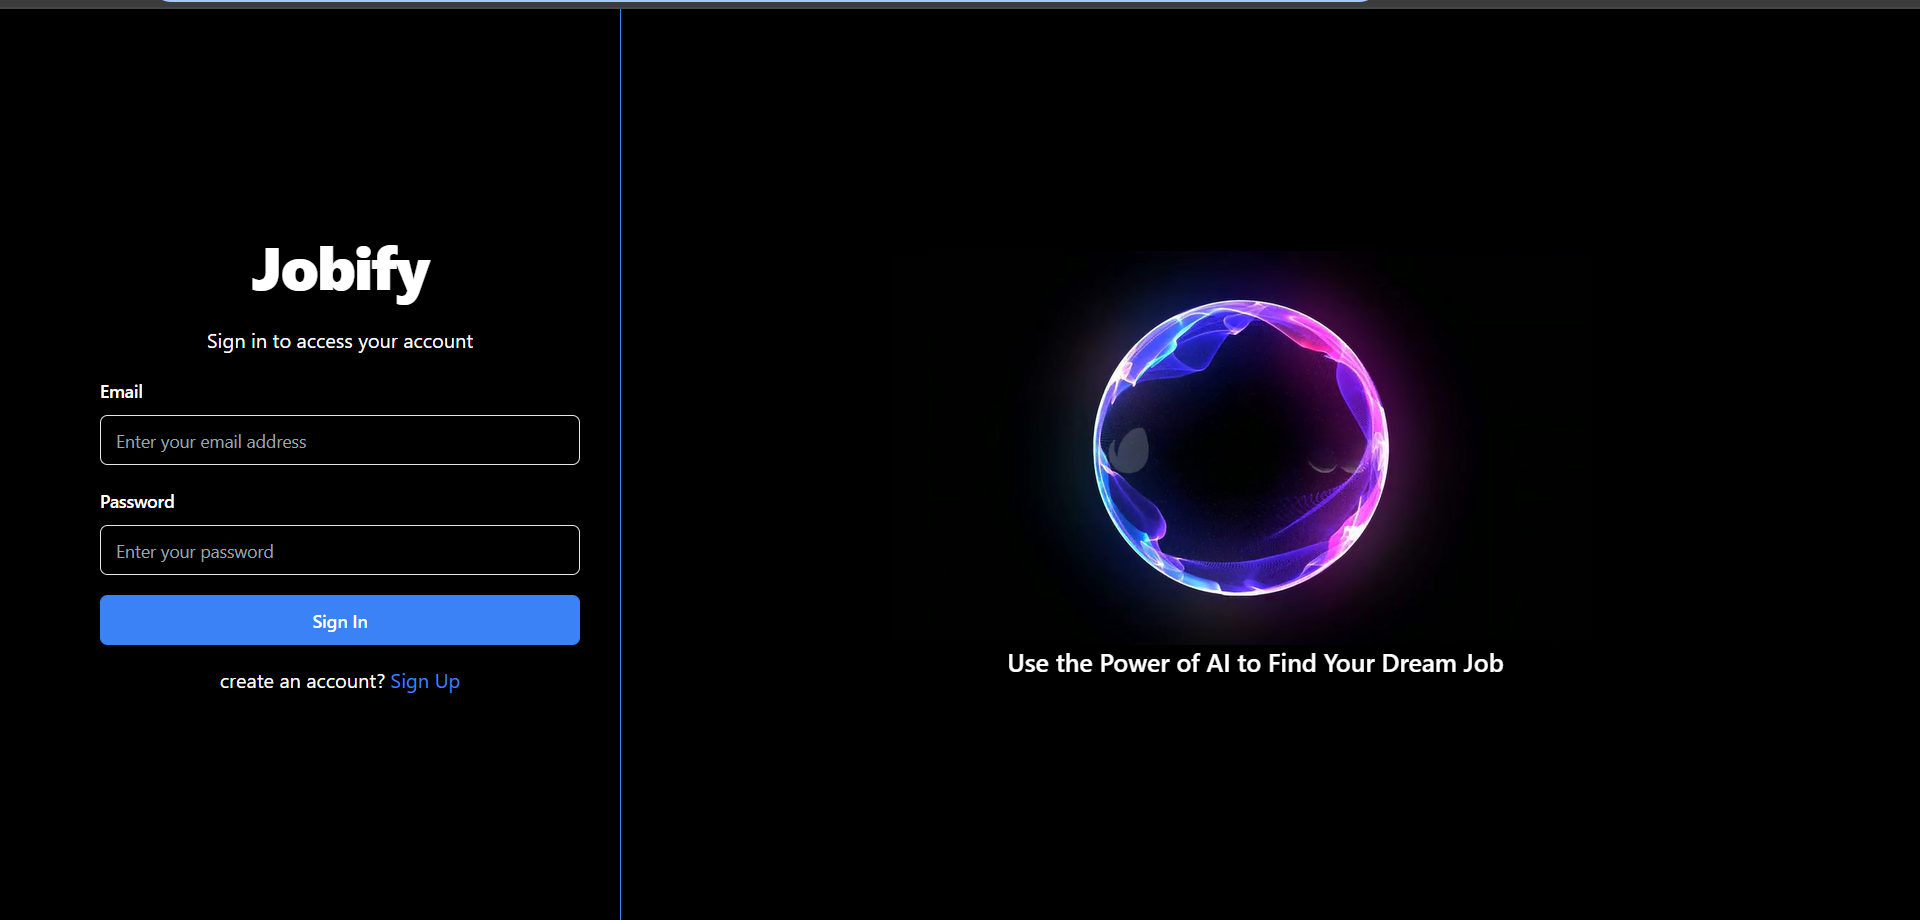 Jobify
Sign in to access your account
Email
Enter your email address
Password
Enter your password
Sign In
create an account? Sign Up
Use the Power of AI to Find Your Dream Job